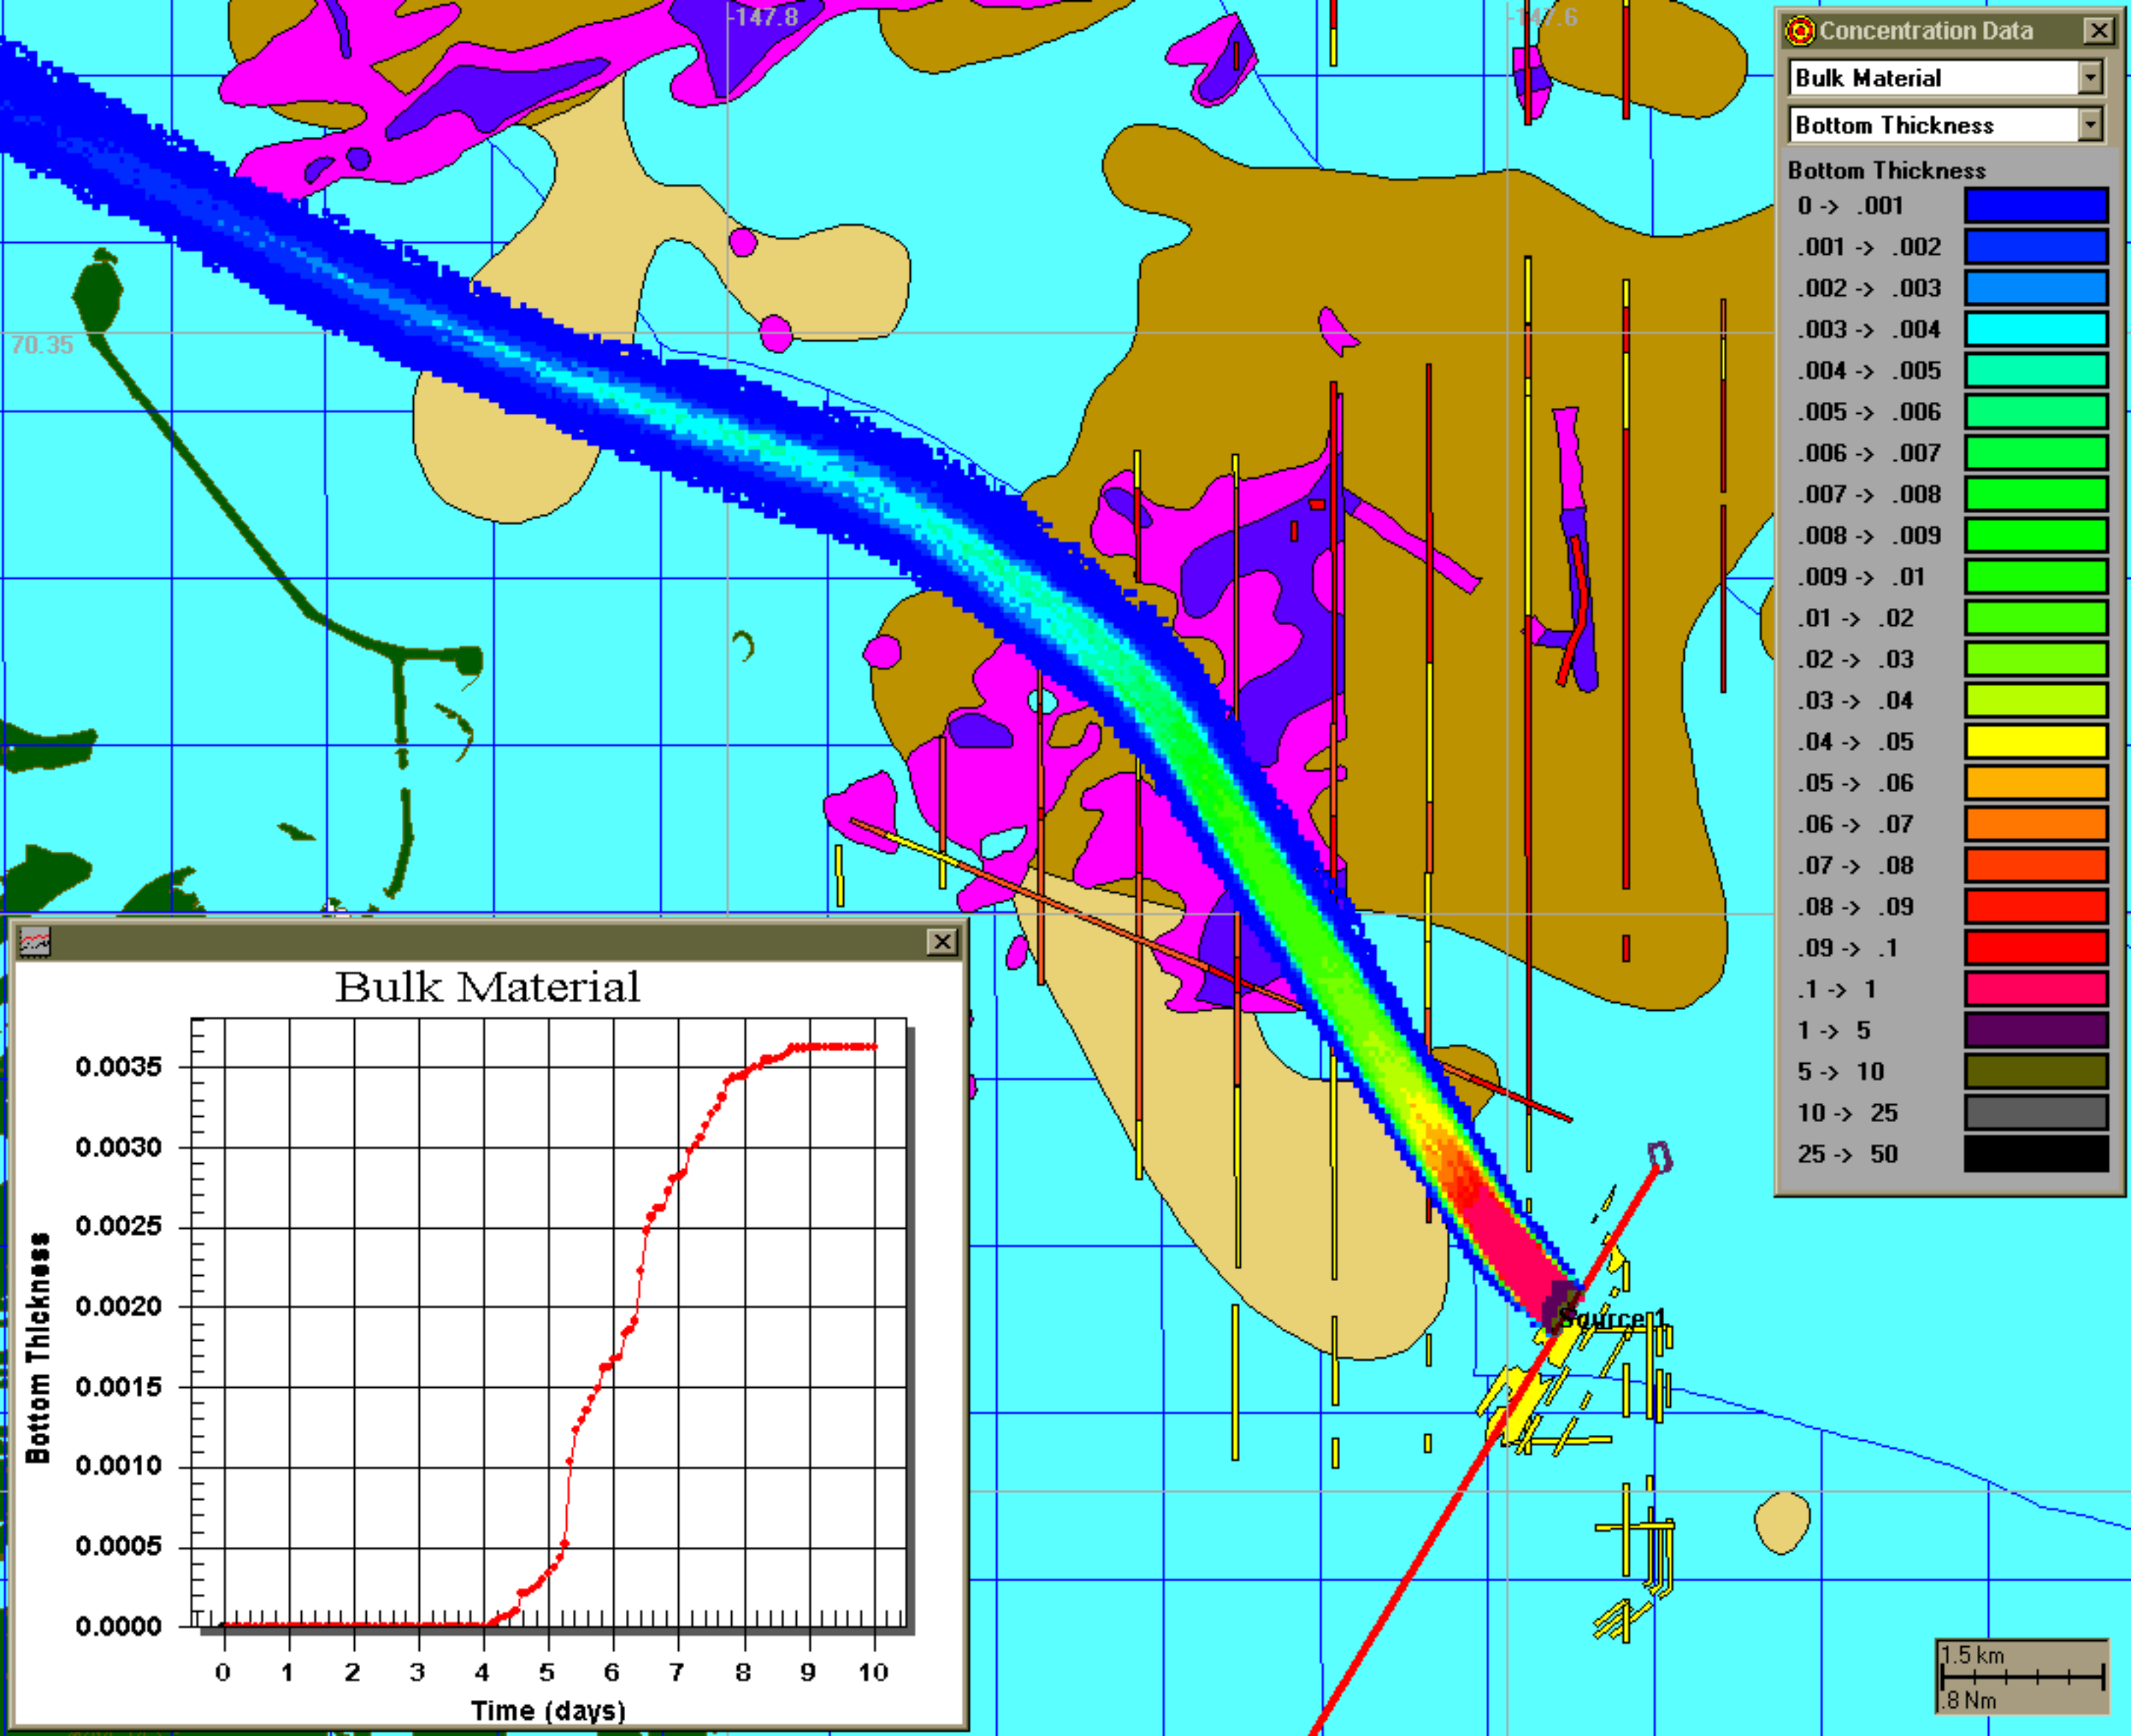 -147.8
-147.6
70.35
Concentration Data
Bulk Material
Bottom Thickness
Bottom Thickness
0 -> .001
.001 -> .002
.002 -> .003
.003 -> .004
.004 -> .005
.005 -> .006
.006 -> .007
.007 -> .008
.008 -> .009
.009 -> .01
.01 -> .02
.02 -> .03
.03 -> .04
.04 -> .05
.05 -> .06
.06 -> .07
.07 -> .08
.08 -> .09
.09 -> .1
.1 -> 1
1 -> 5
5 -> 10
10 -> 25
25 -> 50
Source 1
Bulk Material
Bottom Thickness
0.0035
0.0030
0.0025
0.0020
0.0015
0.0010
0.0005
0.0000
0 1 2 3 4 5 6 7 8 9 10
Time (days)
1.5 km
.8 Nm